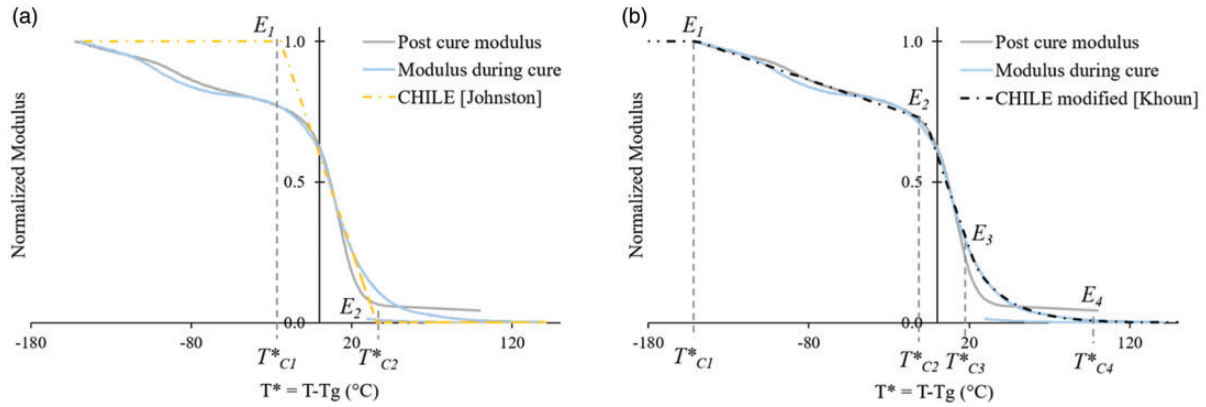 (a)
E1
1.0
Post cure modulus
Modulus during cure
CHILE [Johnston]
Normalized Modulus
0.5
E2
0.0
-180
-80
20
120
T*C1
T*C2
T* = T-Tg (°C)
(b)
E1
1.0
Post cure modulus
Modulus during cure
CHILE modified [Khoun]
E2
Normalized Modulus
0.5
E3
E4
0.0
-180
-80
20
120
T*C1
T*C2
T*C3
T*C4
T* = T-Tg (°C)